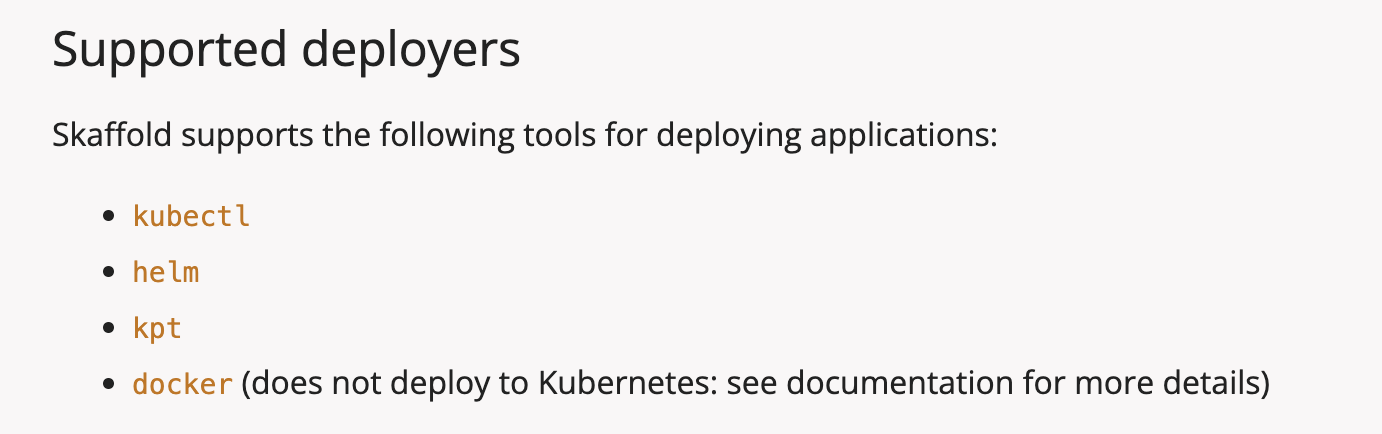 Supported deployers
Skaffold supports the following tools for deploying applications:
• kubectl
• helm
• kpt
• docker (does not deploy to Kubernetes: see documentation for more details)